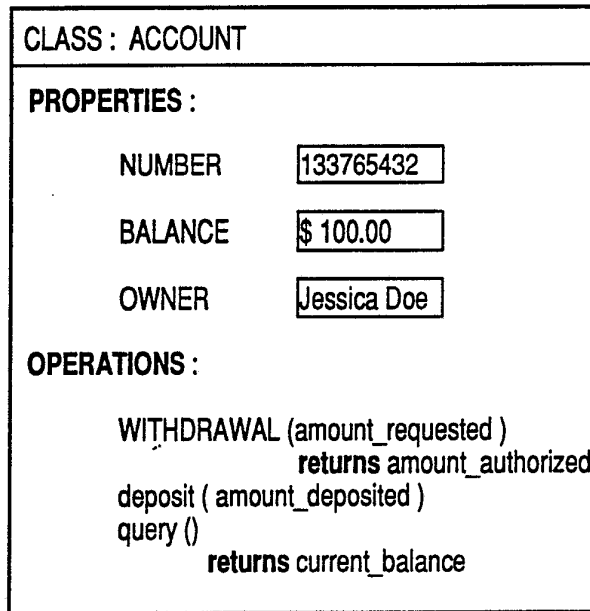 CLASS : ACCOUNT
PROPERTIES :
NUMBER 133765432
BALANCE $ 100.00
OWNER Jessica Doe
OPERATIONS :
WITHDRAWAL (amount_requested )
returns amount_authorized
deposit ( amount_deposited )
query ()
returns current_balance